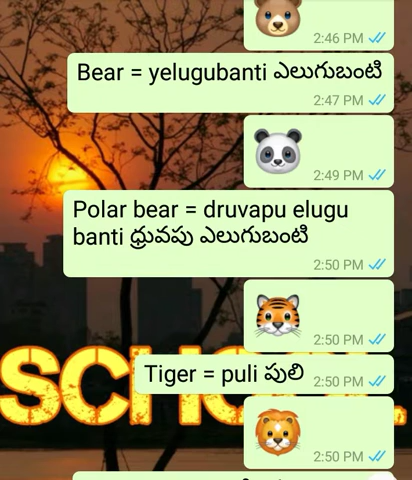 2:46 PM
Bear = yelugubanti ఎలుగుబంటి
2:47 PM
2:49 PM
Polar bear = druvapu elugu
banti ధ్రువపు ఎలుగుబంటి
2:50 PM
2:50 PM
Tiger = puli పులి
2:50 PM
2:50 PM